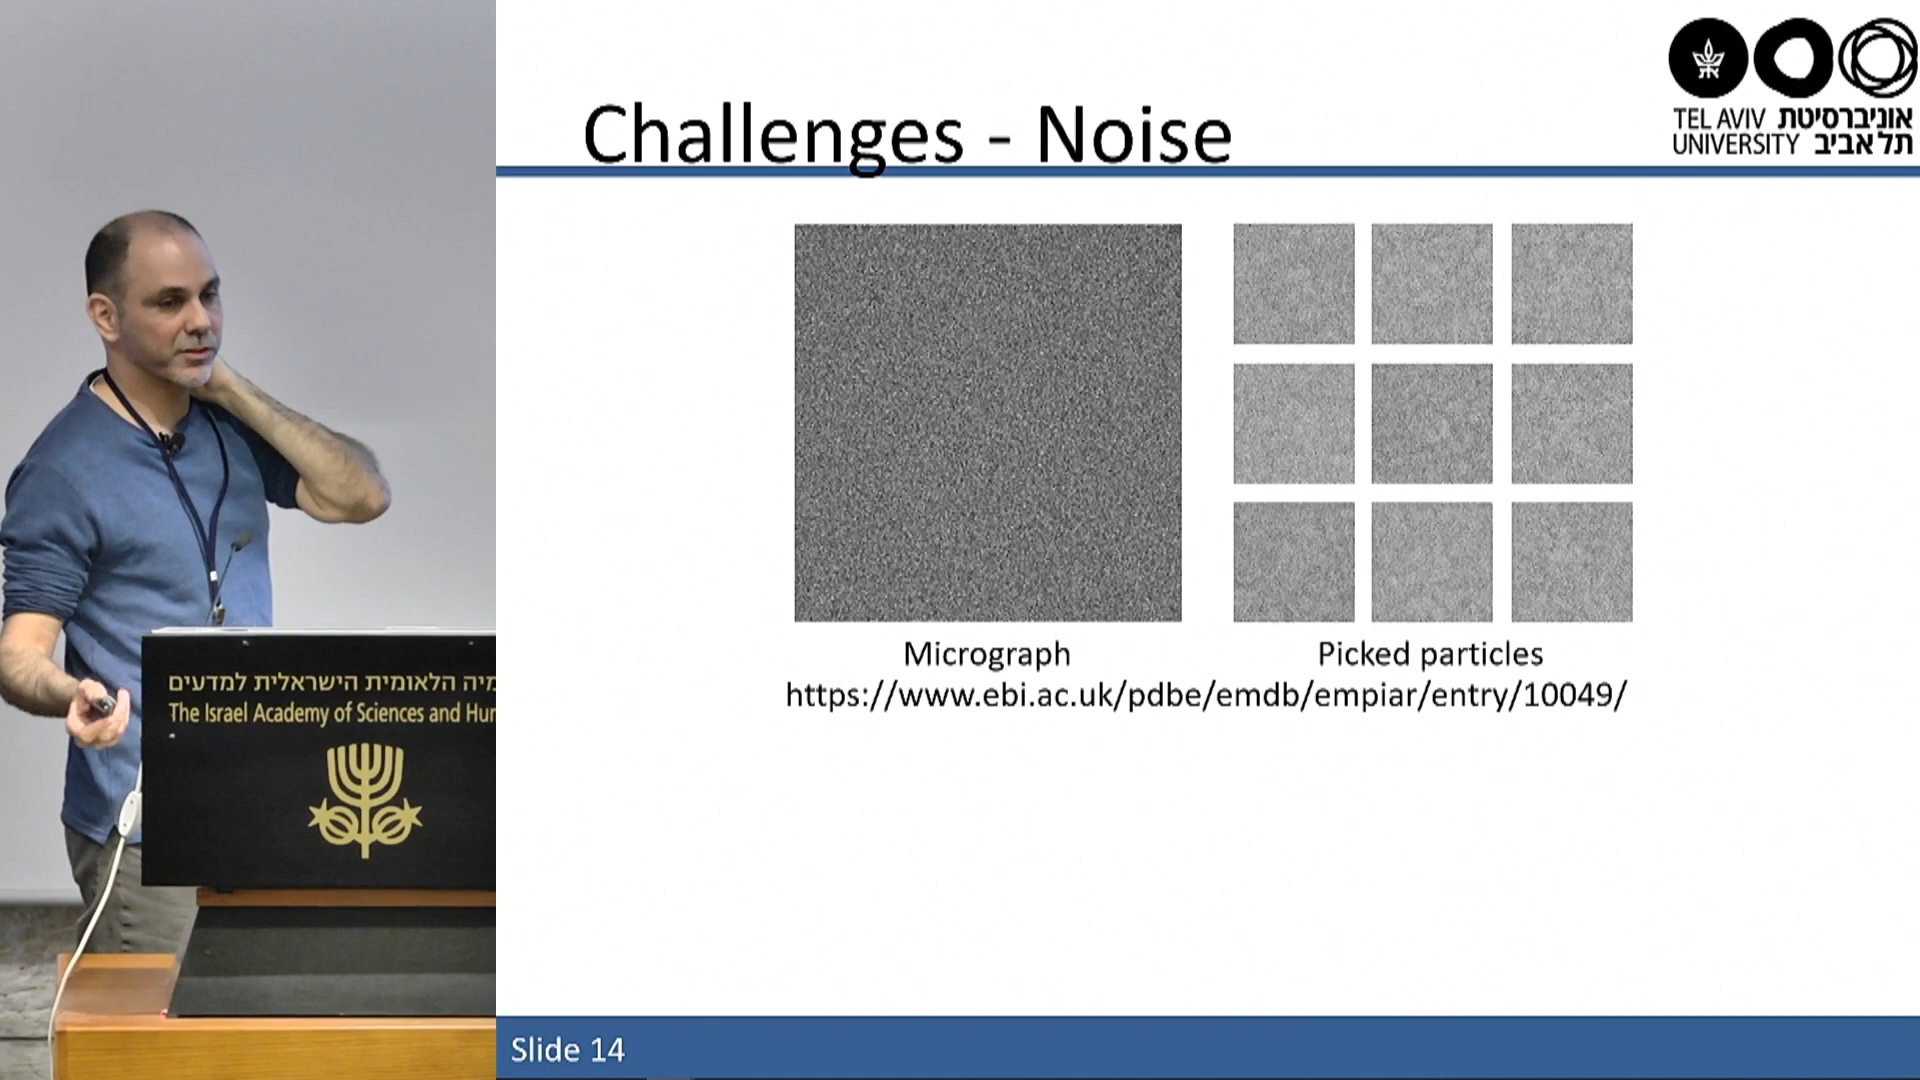 TEL AVIV אוניברסיטת
UNIVERSITY תל אביב
Challenges - Noise
Micrograph
Picked particles
https://www.ebi.ac.uk/pdbe/emdb/empiar/entry/10049/
Slide 14
הלאומית הישראלית למדעים
The Israel Academy of Sciences and